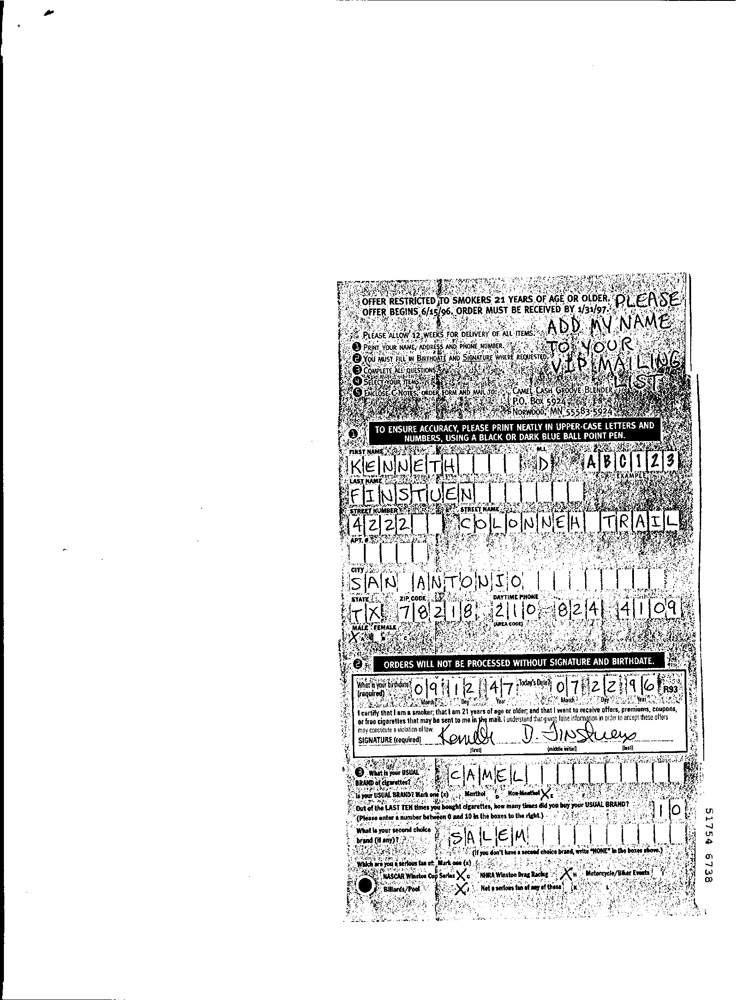 OFFER RESTRICTED TO SMOKERS 21 YEARS OF AGE OR OLDER.
OFFER BEGINS 6/15/96. ORDER MUST BE RECEIVED BY 1/31/97.
PLEASE
ADD MY NAME
TO YOUR
VIP MAILING
LIST
PLEASE ALLOW 12 WEEKS FOR DELIVERY OF ALL ITEMS.
1 PRINT YOUR NAME, ADDRESS AND PHONE NUMBER.
2 YOU MUST FILL IN BIRTHDATE AND SIGNATURE WHERE REQUESTED.
3 COMPLETE ALL QUESTIONS.
4 SELECT YOUR ITEMS
5 ENCLOSE C-NOTES, ORDER FORM AND MAIL TO:
CAMEL CASH GROOVE BLENDER
P.O. BOX 5924
NORWOOD, MN 55583-5924
1 TO ENSURE ACCURACY, PLEASE PRINT NEATLY IN UPPER-CASE LETTERS AND
NUMBERS, USING A BLACK OR DARK BLUE BALL POINT PEN.
FIRST NAME M.I.
KENNETH D ABC123
LAST NAME EXAMPLE
FINSTUEN
STREET NUMBER STREET NAME
4222 COLONNEH TRAIL
APT. #
CITY
SAN ANTONIO
STATE ZIP CODE DAYTIME PHONE
TX 78218 210 824 4109
MALE FEMALE (AREA CODE)
X
2 ORDERS WILL NOT BE PROCESSED WITHOUT SIGNATURE AND BIRTHDATE.
What is your birthdate? (required) 09 12 47 Today's Date? 07 22 96 R93
Month Day Year Month Day Year
I certify that I am a smoker; that I am 21 years of age or older; and that I want to receive offers, premiums, coupons,
or free cigarettes that may be sent to me in the mail. I understand that giving false information in order to accept these offers
may constitute a violation of law.
SIGNATURE (required) Kenneth D. Finstuen
(first) (middle initial) (last)
3 What is your USUAL
BRAND of cigarettes? CAMEL
Is your USUAL BRAND? Mark one (x) Menthol Non-Menthol X
Out of the LAST TEN times you bought cigarettes, how many times did you buy your USUAL BRAND?
(Please enter a number between 0 and 10 in the boxes to the right.) 10
What is your second choice
brand (if any)? SALEM
(If you don't have a second choice brand, write "NONE" in the boxes above.)
Which are you a serious fan of: Mark one (x)
NASCAR Winston Cup Series X NHRA Winston Drag Racing X Motorcycle/Biker Events
Billiards/Pool X Not a serious fan of any of these
51754 6738